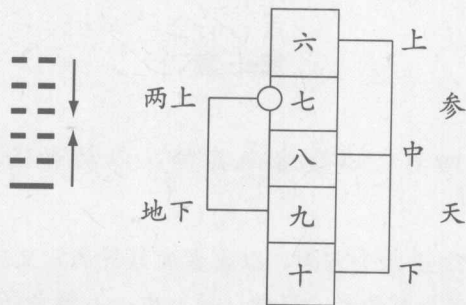 六 上
两上 七 参
八 中
地下 九 天
十 下